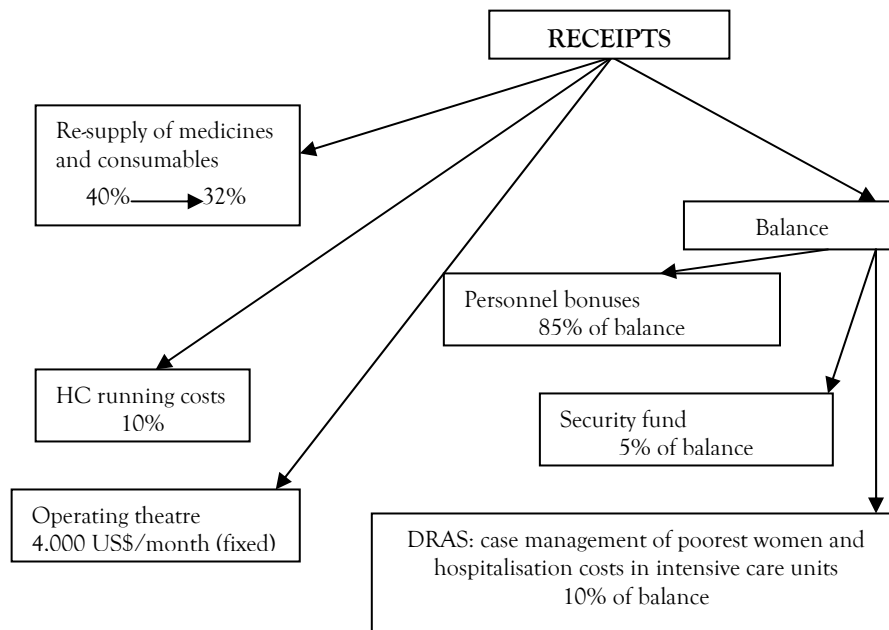 RECEIPTS
Re-supply of medicines
and consumables
40% 32%
Balance
Personnel bonuses
85% of balance
HC running costs
10%
Security fund
5% of balance
Operating theatre
4.000 US$/month (fixed)
DRAS: case management of poorest women and
hospitalisation costs in intensive care units
10% of balance